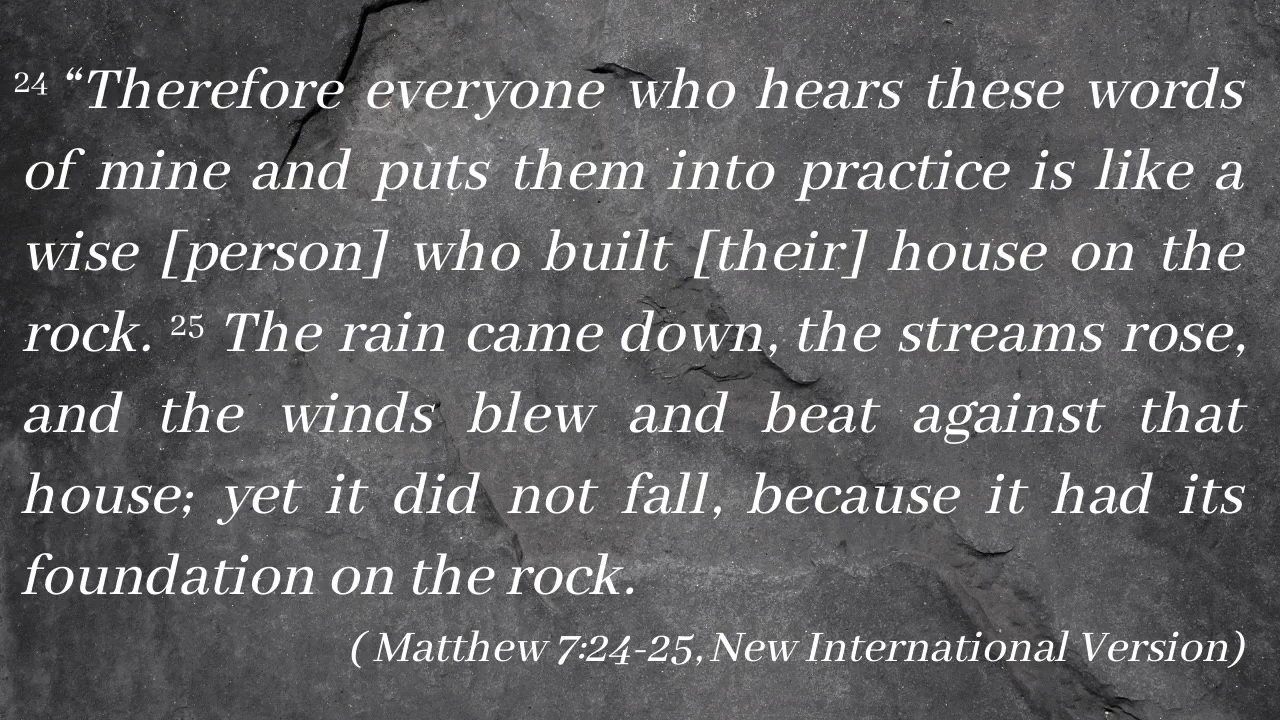 24 “Therefore everyone who hears these words
of mine and puts them into practice is like a
wise [person] who built [their] house on the
rock. 25 The rain came down, the streams rose,
and the winds blew and beat against that
house; yet it did not fall, because it had its
foundation on the rock.
( Matthew 7:24-25, New International Version)